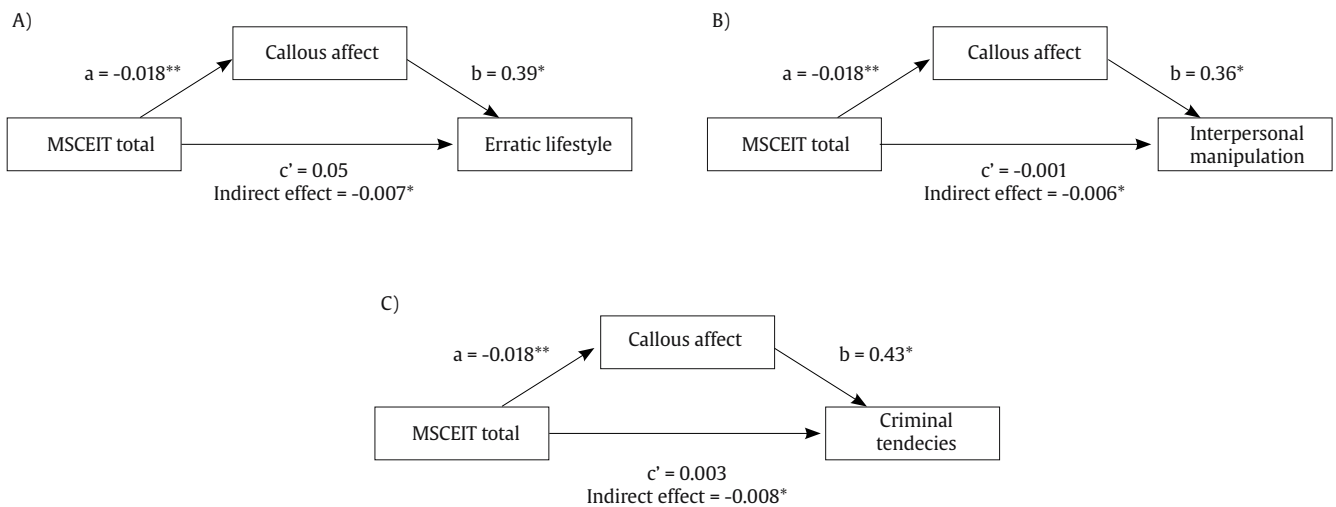 A)
Callous affect
a = -0.018**
b = 0.39*
MSCEIT total
Erratic lifestyle
c’ = 0.05
Indirect effect = -0.007*
B)
Callous affect
a = -0.018**
b = 0.36*
MSCEIT total
Interpersonal
manipulation
c’ = -0.001
Indirect effect = -0.006*
C)
Callous affect
a = -0.018**
b = 0.43*
MSCEIT total
Criminal
tendecies
c’ = 0.003
Indirect effect = -0.008*